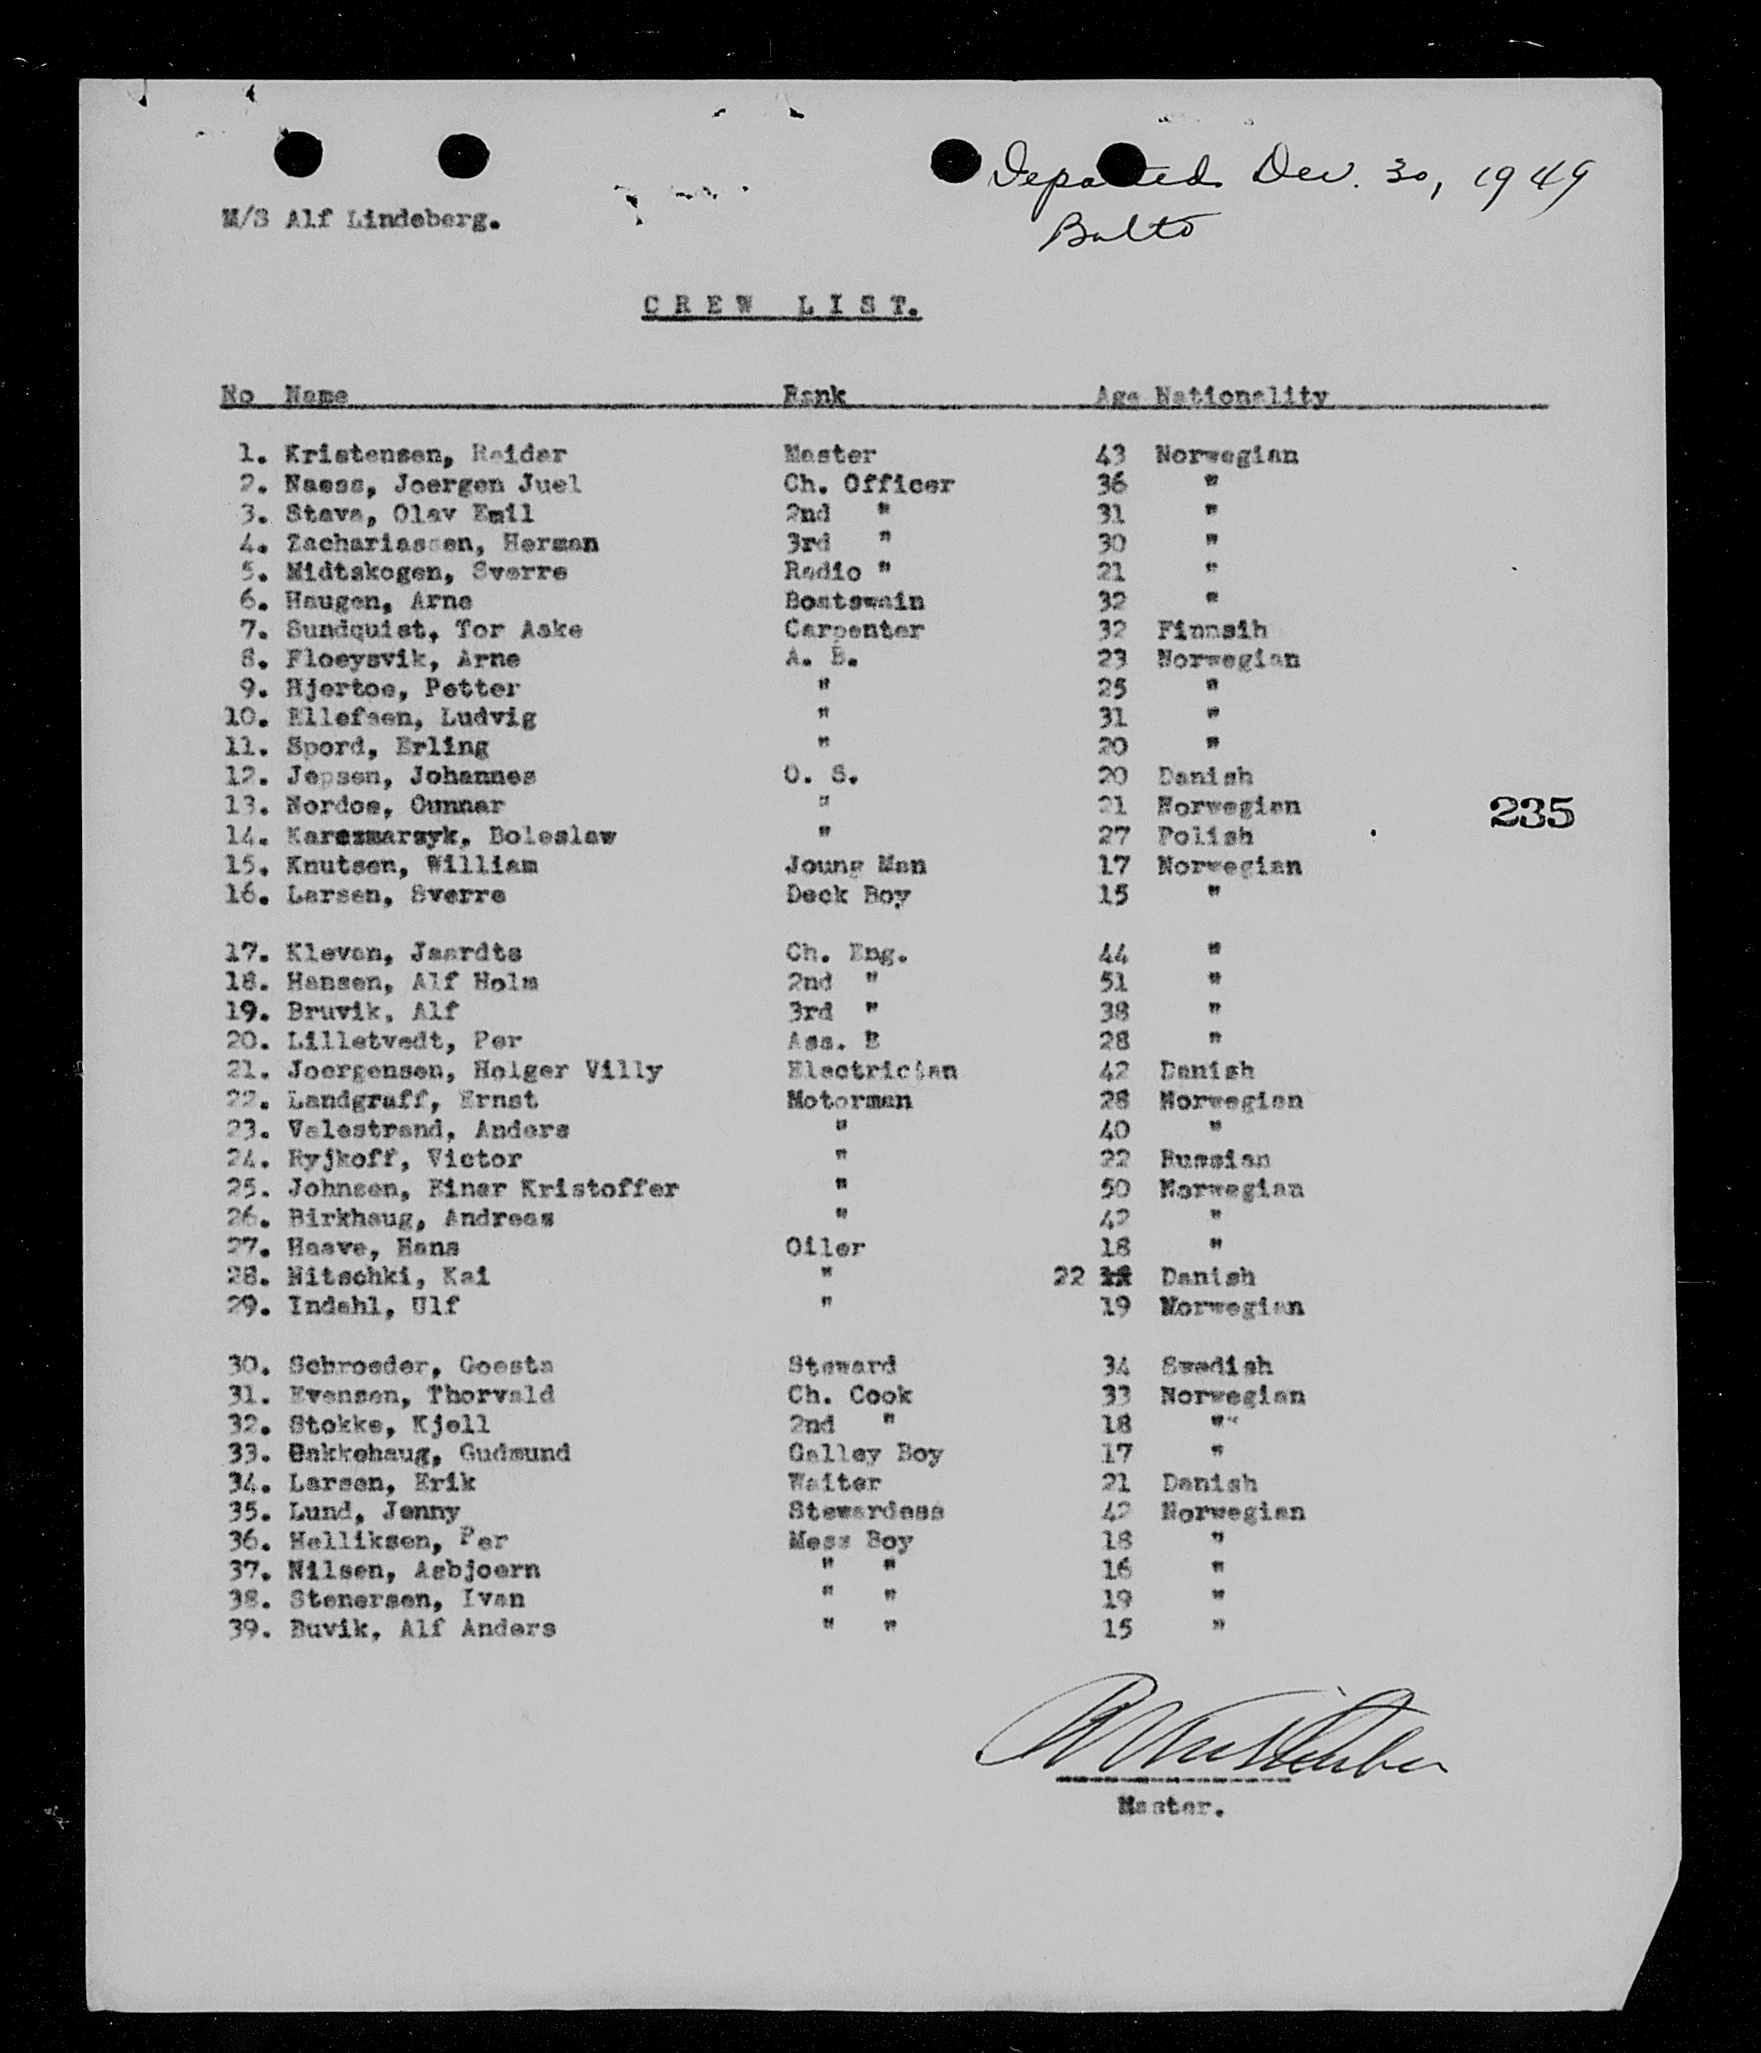 Departed Dec. 30, 1949
Balto
M/S Alf Lindeberg.
CREW LIST.
No Name Rank Age Nationality
1. Kristensen, Reidar Master 43 Norwegian
2. Naess, Joergen Juel Ch. Officer 36 "
3. Stava, Olav Emil 2nd " 31 "
4. Zachariassen, Herman 3rd " 30 "
5. Midtskogen, Sverre Radio " 21 "
6. Haugen, Arne Boatswain 32 "
7. Sundquist, Tor Aske Carpenter 32 Finnsih
8. Floeysvik, Arne A. B. 23 Norwegian
9. Hjertoe, Petter " 25 "
10. Ellefsen, Ludvig " 31 "
11. Spord, Erling " 20 "
12. Jepsen, Johannes O. S. 20 Danish
13. Nordoe, Gunnar " 21 Norwegian
14. Karezmarsyk, Boleslaw " 27 Polish
15. Knutsen, William Joung Man 17 Norwegian
16. Larsen, Sverre Deck Boy 15 "
17. Klevan, Jaardts Ch. Eng. 44 "
18. Hansen, Alf Holm 2nd " 51 "
19. Bruvik, Alf 3rd " 38 "
20. Lilletvedt, Per Ass. E 28 "
21. Joergensen, Holger Villy Electrician 42 Danish
22. Landgraff, Ernst Motorman 28 Norwegian
23. Valestrand, Anders " 40 "
24. Ryjkoff, Victor " 22 Russian
25. Johnsen, Einar Kristoffer " 50 Norwegian
26. Birkhaug, Andreas " 42 "
27. Haave, Hans Oiler 18 "
28. Nitschki, Kai " 22 Danish
29. Indahl, Ulf " 19 Norwegian
30. Schroeder, Goesta Steward 34 Swedish
31. Evensen, Thorvald Ch. Cook 33 Norwegian
32. Stokke, Kjell 2nd " 18 "
33. Bakkehaug, Gudmund Galley Boy 17 "
34. Larsen, Erik Waiter 21 Danish
35. Lund, Jenny Stewardess 42 Norwegian
36. Helliksen, Per Mess Boy 18 "
37. Nilsen, Asbjoern " " 16 "
38. Stenersen, Ivan " " 19 "
39. Buvik, Alf Anders " " 15 "
235
Master.